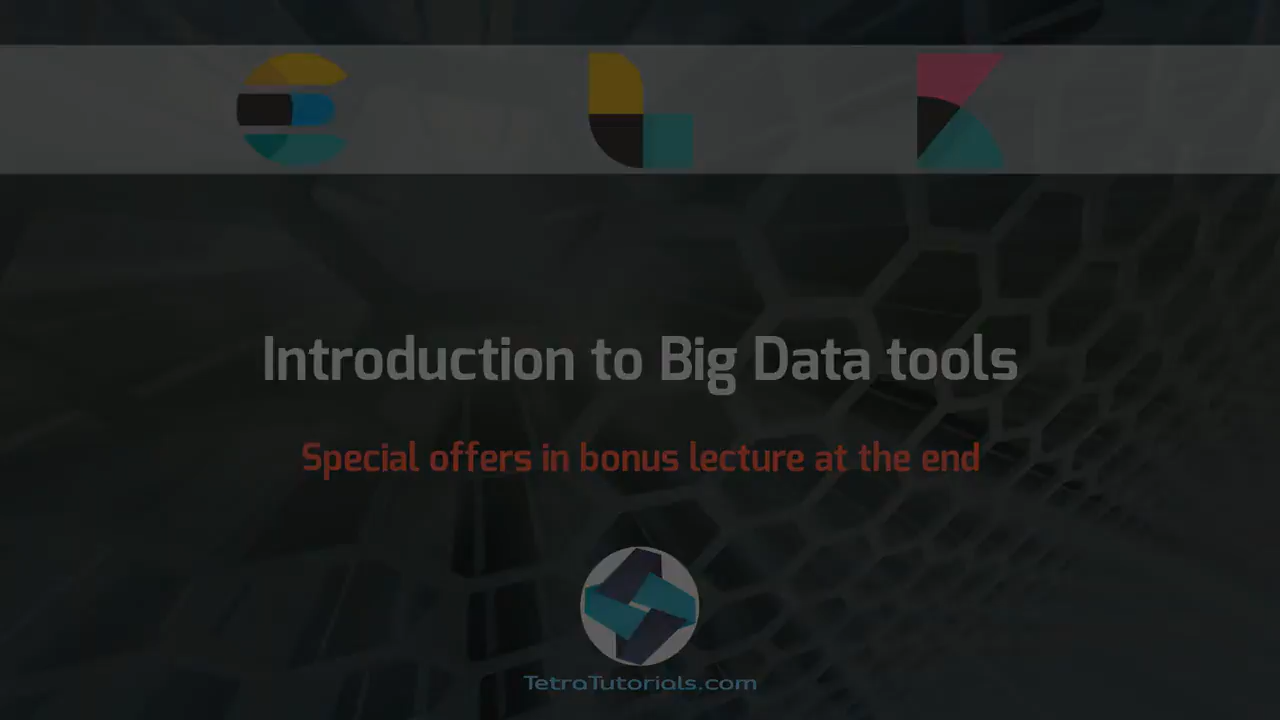 Introduction to Big Data tools
Special offers in bonus lecture at the end
TetraTutorials.com